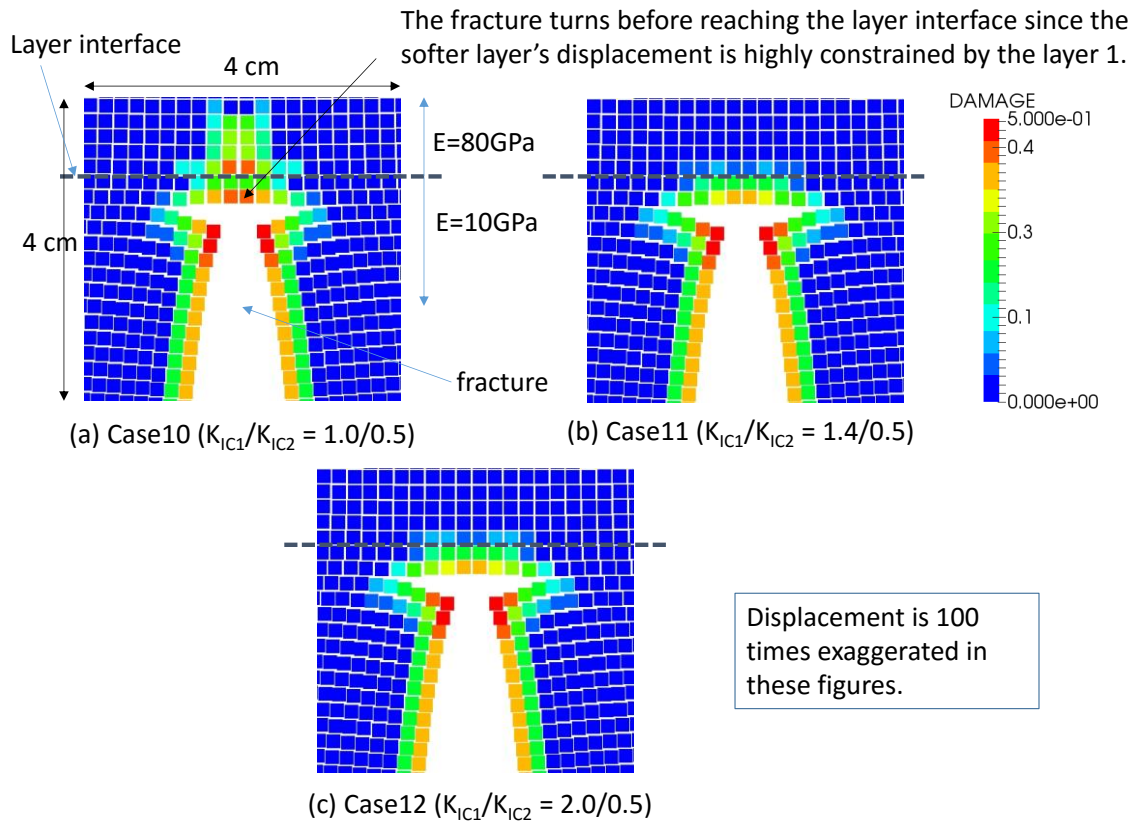 The fracture turns before reaching the layer interface since the
softer layer’s displacement is highly constrained by the layer 1.
Layer interface
4 cm
DAMAGE
5.000e-01
0.4
0.3
0.1
0.000e+00
E=80GPa
E=10GPa
4 cm
fracture
(a) Case10 (KIC1/KIC2 = 1.0/0.5)
(b) Case11 (KIC1/KIC2 = 1.4/0.5)
(c) Case12 (KIC1/KIC2 = 2.0/0.5)
Displacement is 100
times exaggerated in
these figures.